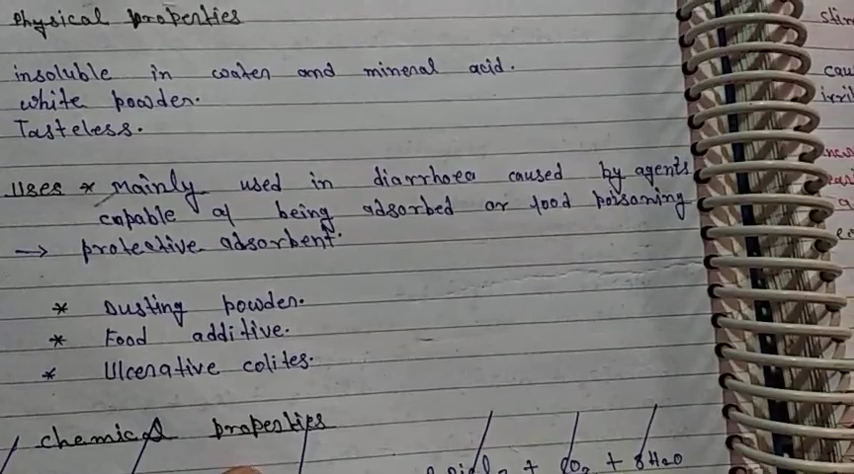 Physical properties
insoluble in water and mineral acid.
white powder.
Tasteless.
Uses * Mainly used in diarrhoea caused by agents
capable of being adsorbed or food poisoning
→ protective adsorbent.
* Dusting powder.
* Food additive.
* Ulcerative colites.
chemical properties
+ CO2 + 8H2O